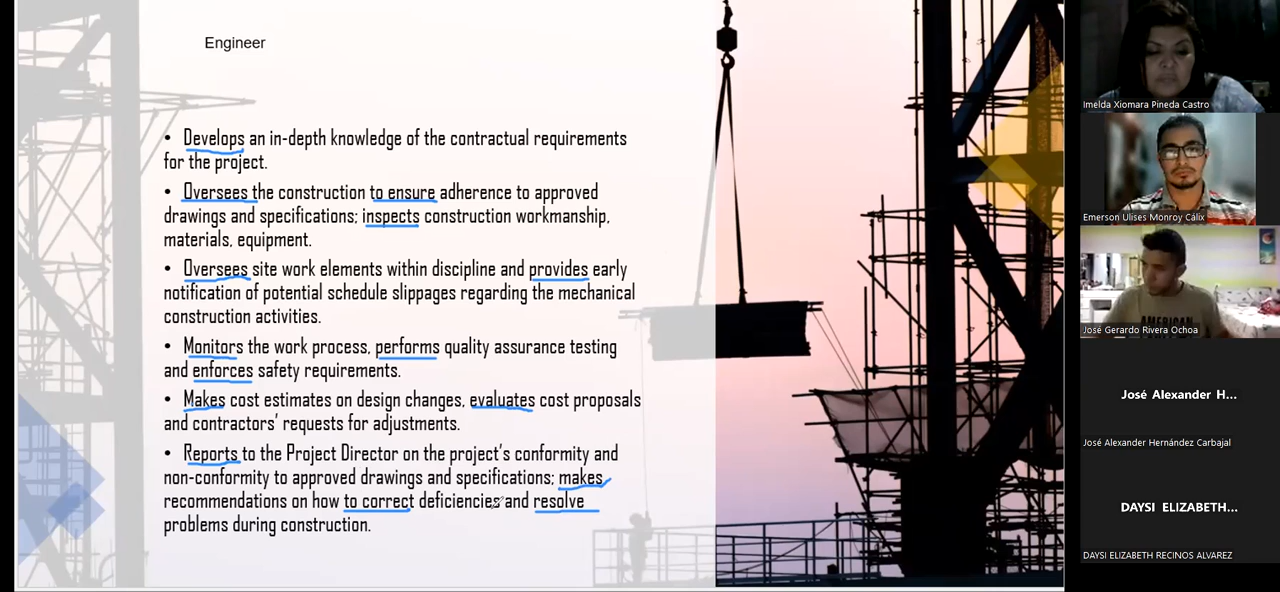 Engineer
• Develops an in-depth knowledge of the contractual requirements
for the project.
• Oversees the construction to ensure adherence to approved
drawings and specifications; inspects construction workmanship,
materials, equipment.
• Oversees site work elements within discipline and provides early
notification of potential schedule slippages regarding the mechanical
construction activities.
• Monitors the work process, performs quality assurance testing
and enforces safety requirements.
• Makes cost estimates on design changes, evaluates cost proposals
and contractors' requests for adjustments.
• Reports to the Project Director on the project's conformity and
non-conformity to approved drawings and specifications; makes
recommendations on how to correct deficiencies and resolve
problems during construction.
Imelda Xiomara Pineda Castro
Emerson Ulises Monroy Cálix
AMERICAN
José Gerardo Rivera Ochoa
José Alexander H...
José Alexander Hernández Carbajal
DAYSI ELIZABETH...
DAYSI ELIZABETH RECINOS ALVAREZ